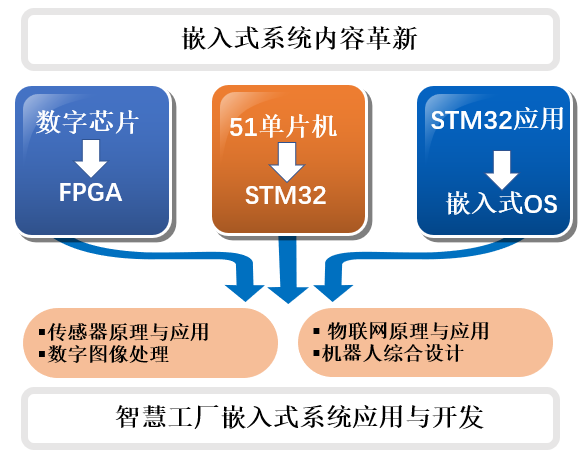 嵌入式系统内容革新
数字芯片
FPGA
51单片机
STM32
STM32应用
嵌入式OS
▪传感器原理与应用
▪数字图像处理
▪ 物联网原理与应用
▪机器人综合设计
智慧工厂嵌入式系统应用与开发